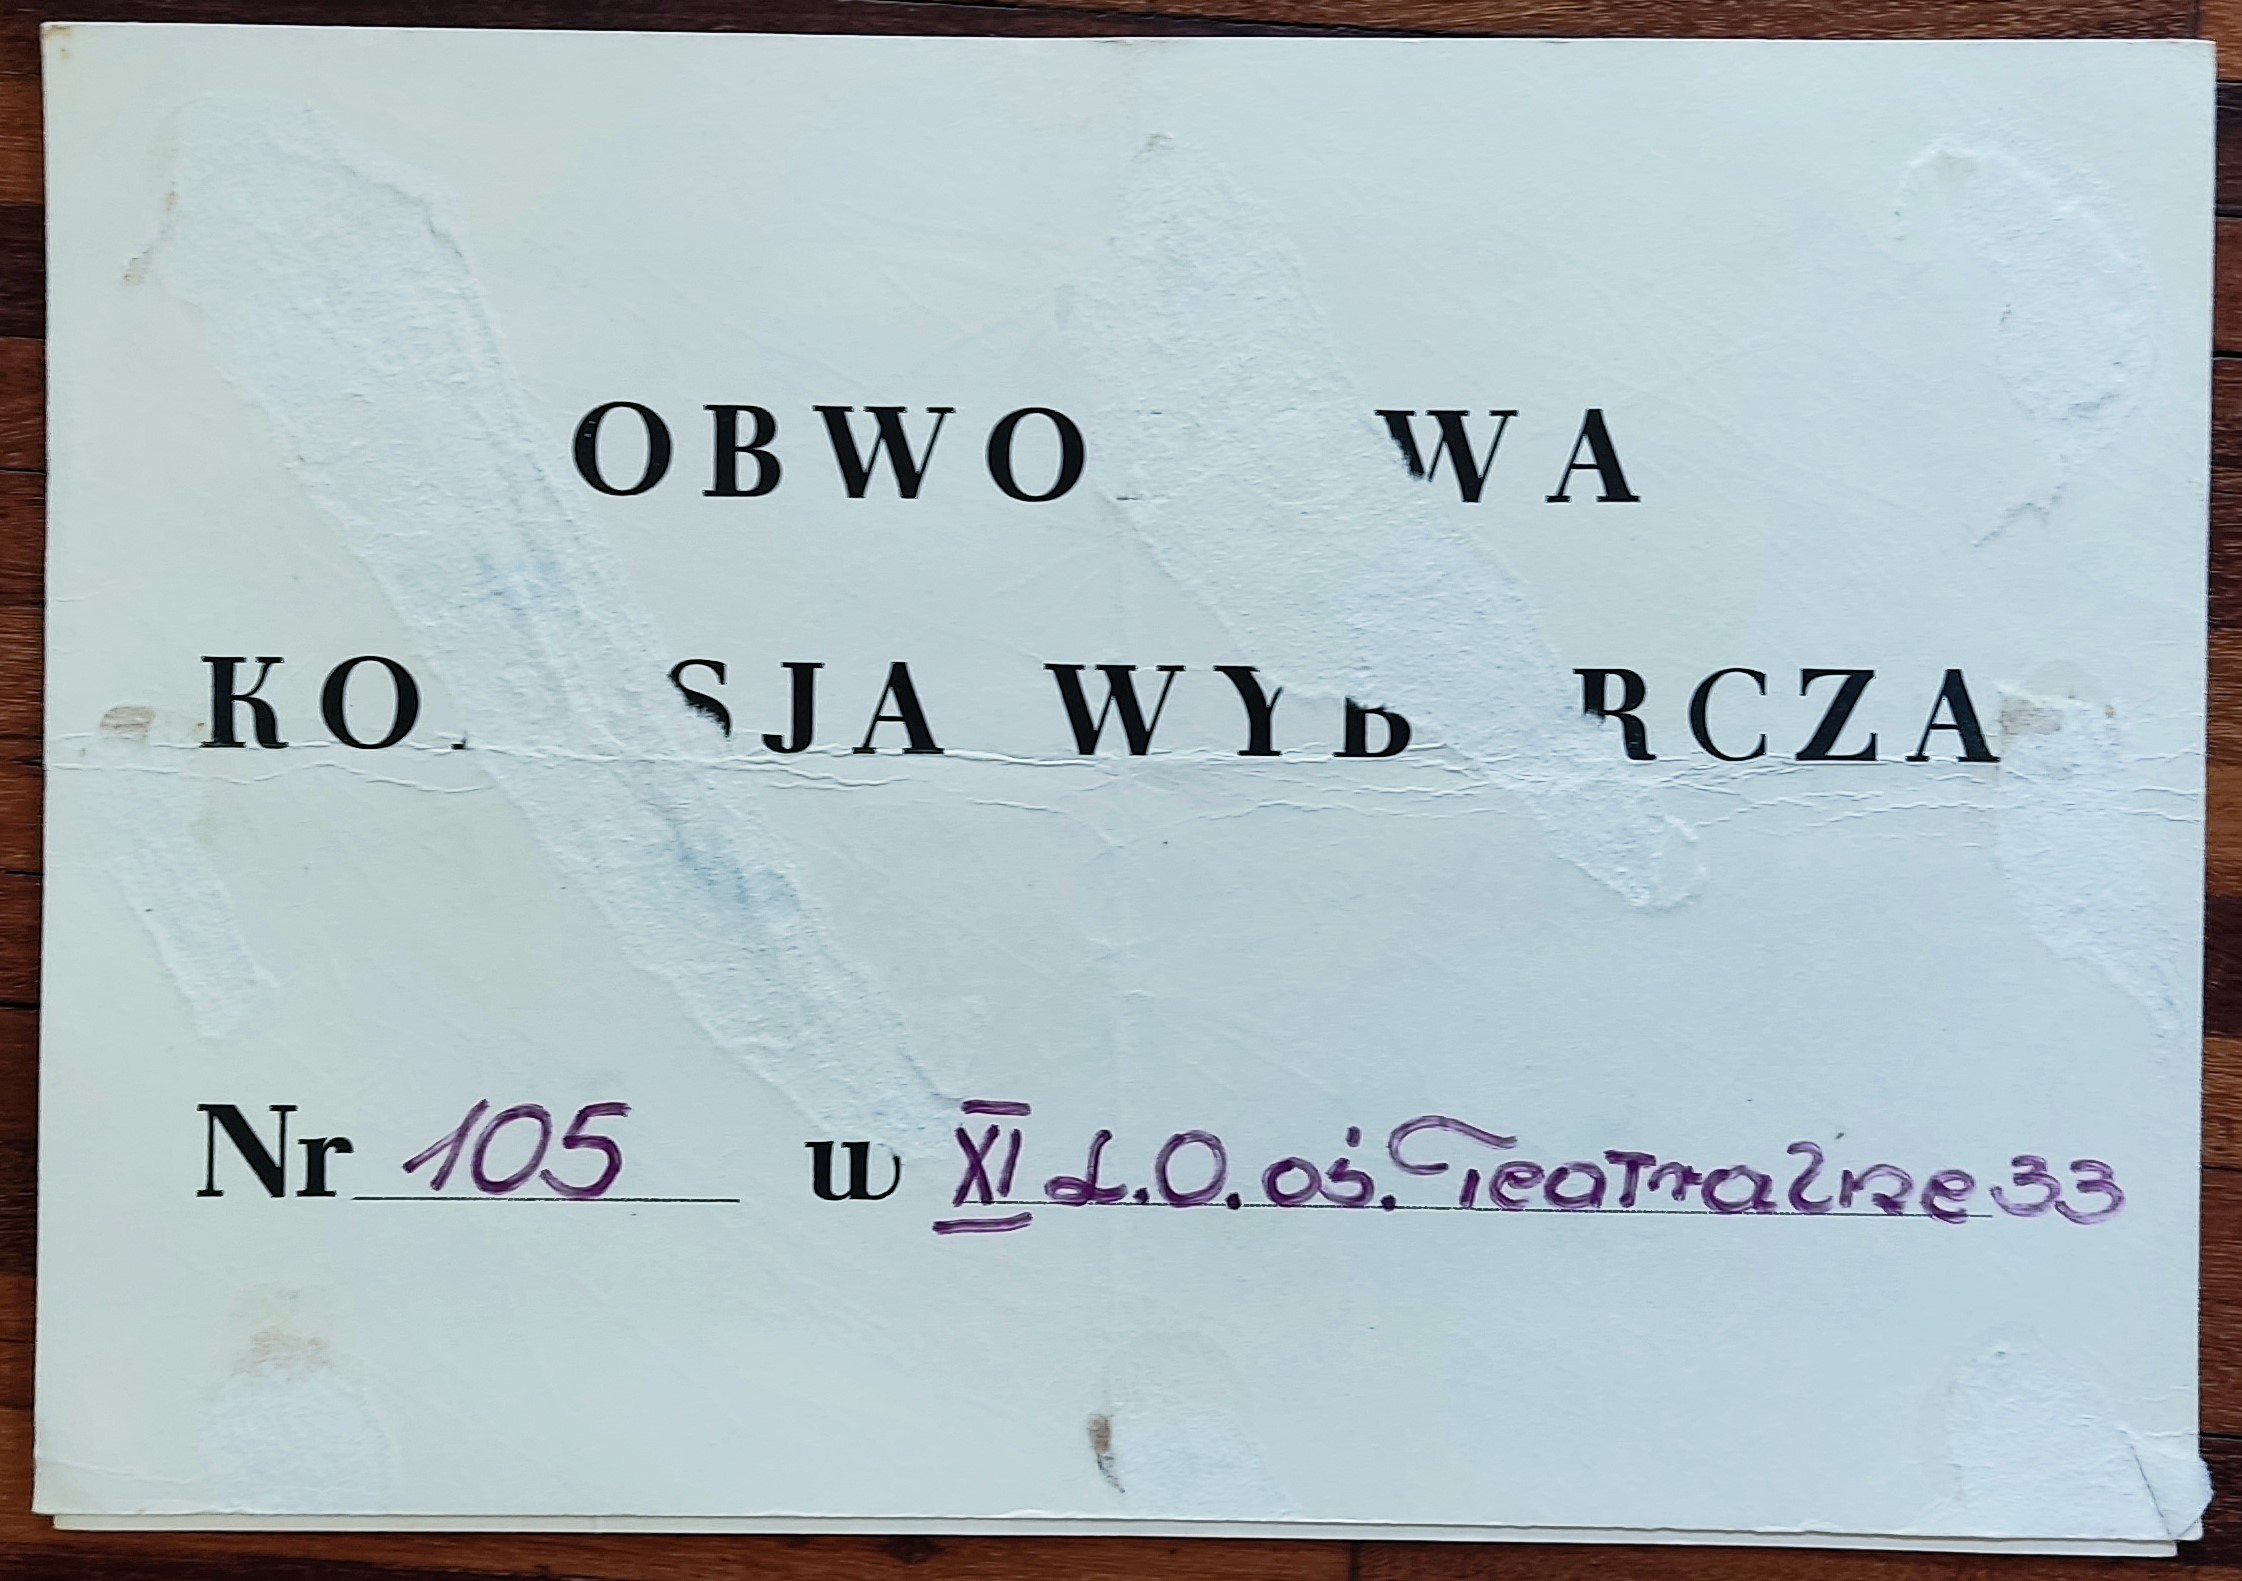 OBWO WA
KO SJA WYB RCZA
Nr 105 w XI L.O. oś. Teatralne 33